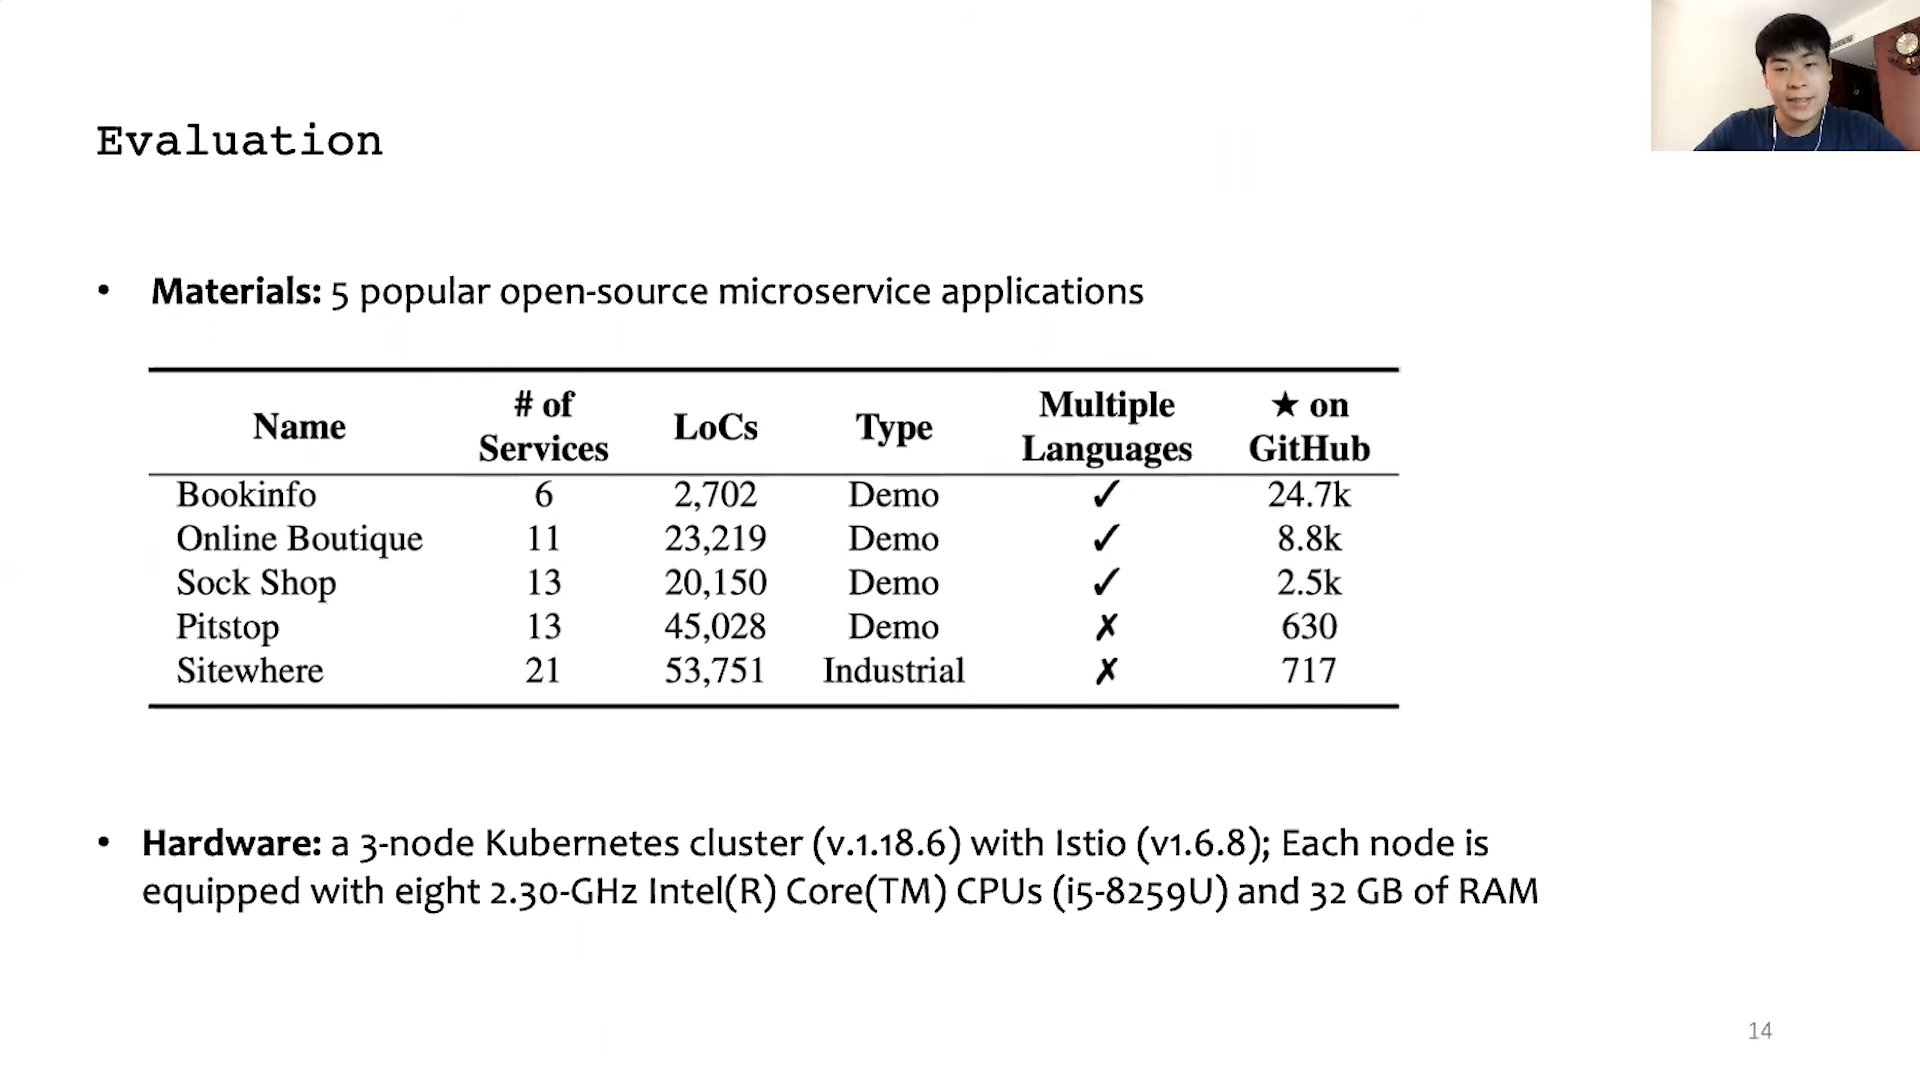 Evaluation
• Materials: 5 popular open-source microservice applications
Name # of Services LoCs Type Multiple Languages ★ on GitHub
Bookinfo 6 2,702 Demo ✓ 24.7k
Online Boutique 11 23,219 Demo ✓ 8.8k
Sock Shop 13 20,150 Demo ✓ 2.5k
Pitstop 13 45,028 Demo ✗ 630
Sitewhere 21 53,751 Industrial ✗ 717
• Hardware: a 3-node Kubernetes cluster (v.1.18.6) with Istio (v1.6.8); Each node is
equipped with eight 2.30-GHz Intel(R) Core(TM) CPUs (i5-8259U) and 32 GB of RAM
14